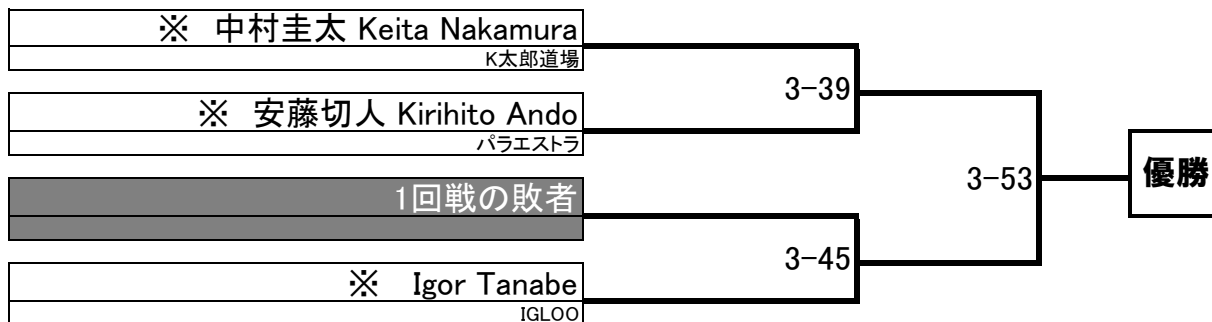 ※ 中村圭太 Keita Nakamura
K太郎道場
3-39
※ 安藤切人 Kirihito Ando
パラエストラ
3-53
優勝
1回戦の敗者
3-45
※ Igor Tanabe
IGLOO